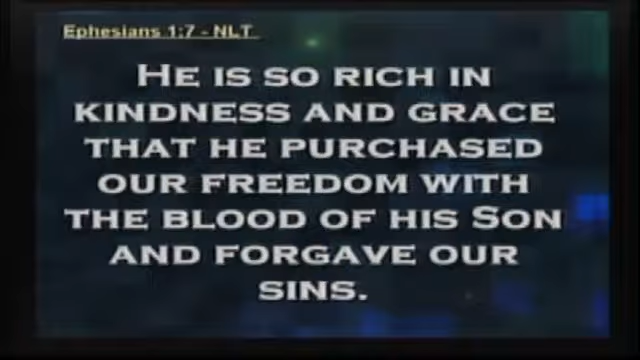 Ephesians 1:7 - NLT
He is so rich in
kindness and grace
that he purchased
our freedom with
the blood of his Son
and forgave our
sins.